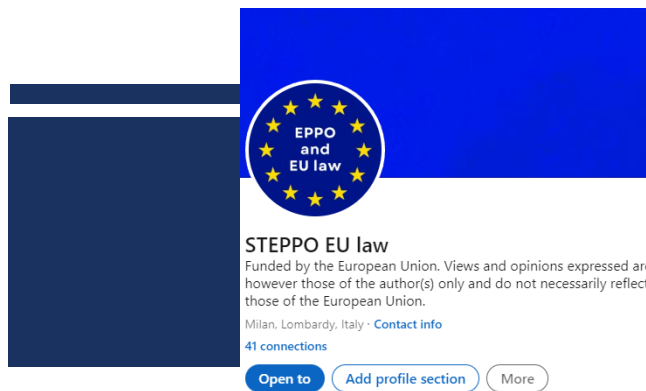 EPPO
and
EU law
STEPPO EU law
Funded by the European Union. Views and opinions expressed are
however those of the author(s) only and do not necessarily reflect
those of the European Union.
Milan, Lombardy, Italy · Contact info
41 connections
Open to Add profile section More